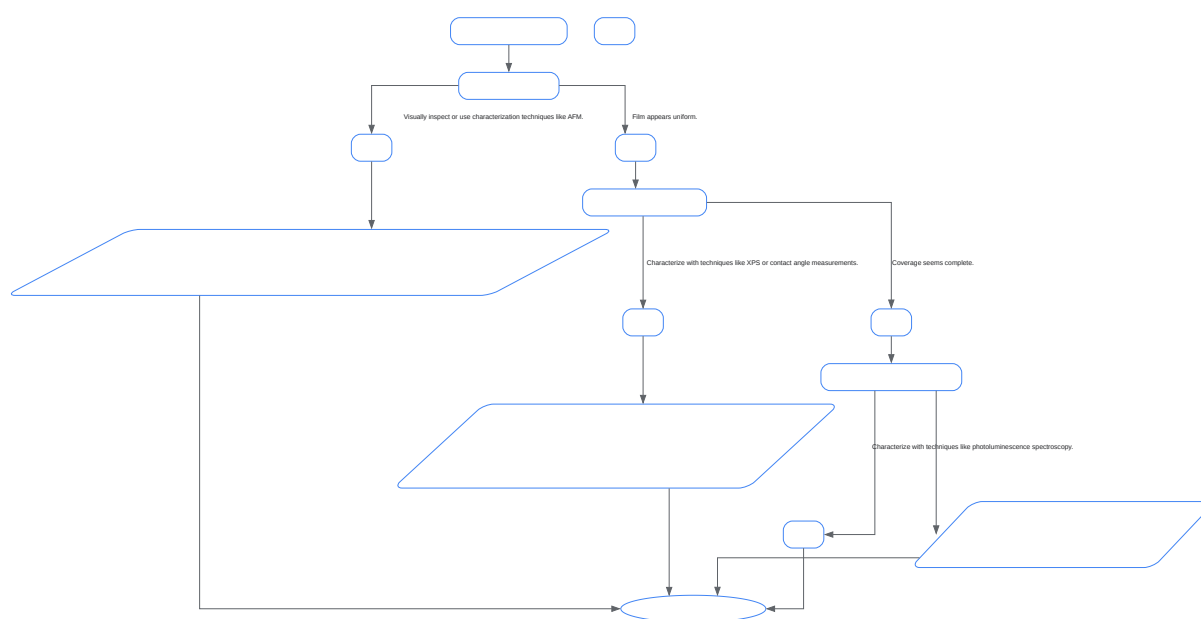 Visually inspect or use characterization techniques like AFM.
Film appears uniform.
Characterize with techniques like XPS or contact angle measurements.
Coverage seems complete.
Characterize with techniques like photoluminescence spectroscopy.